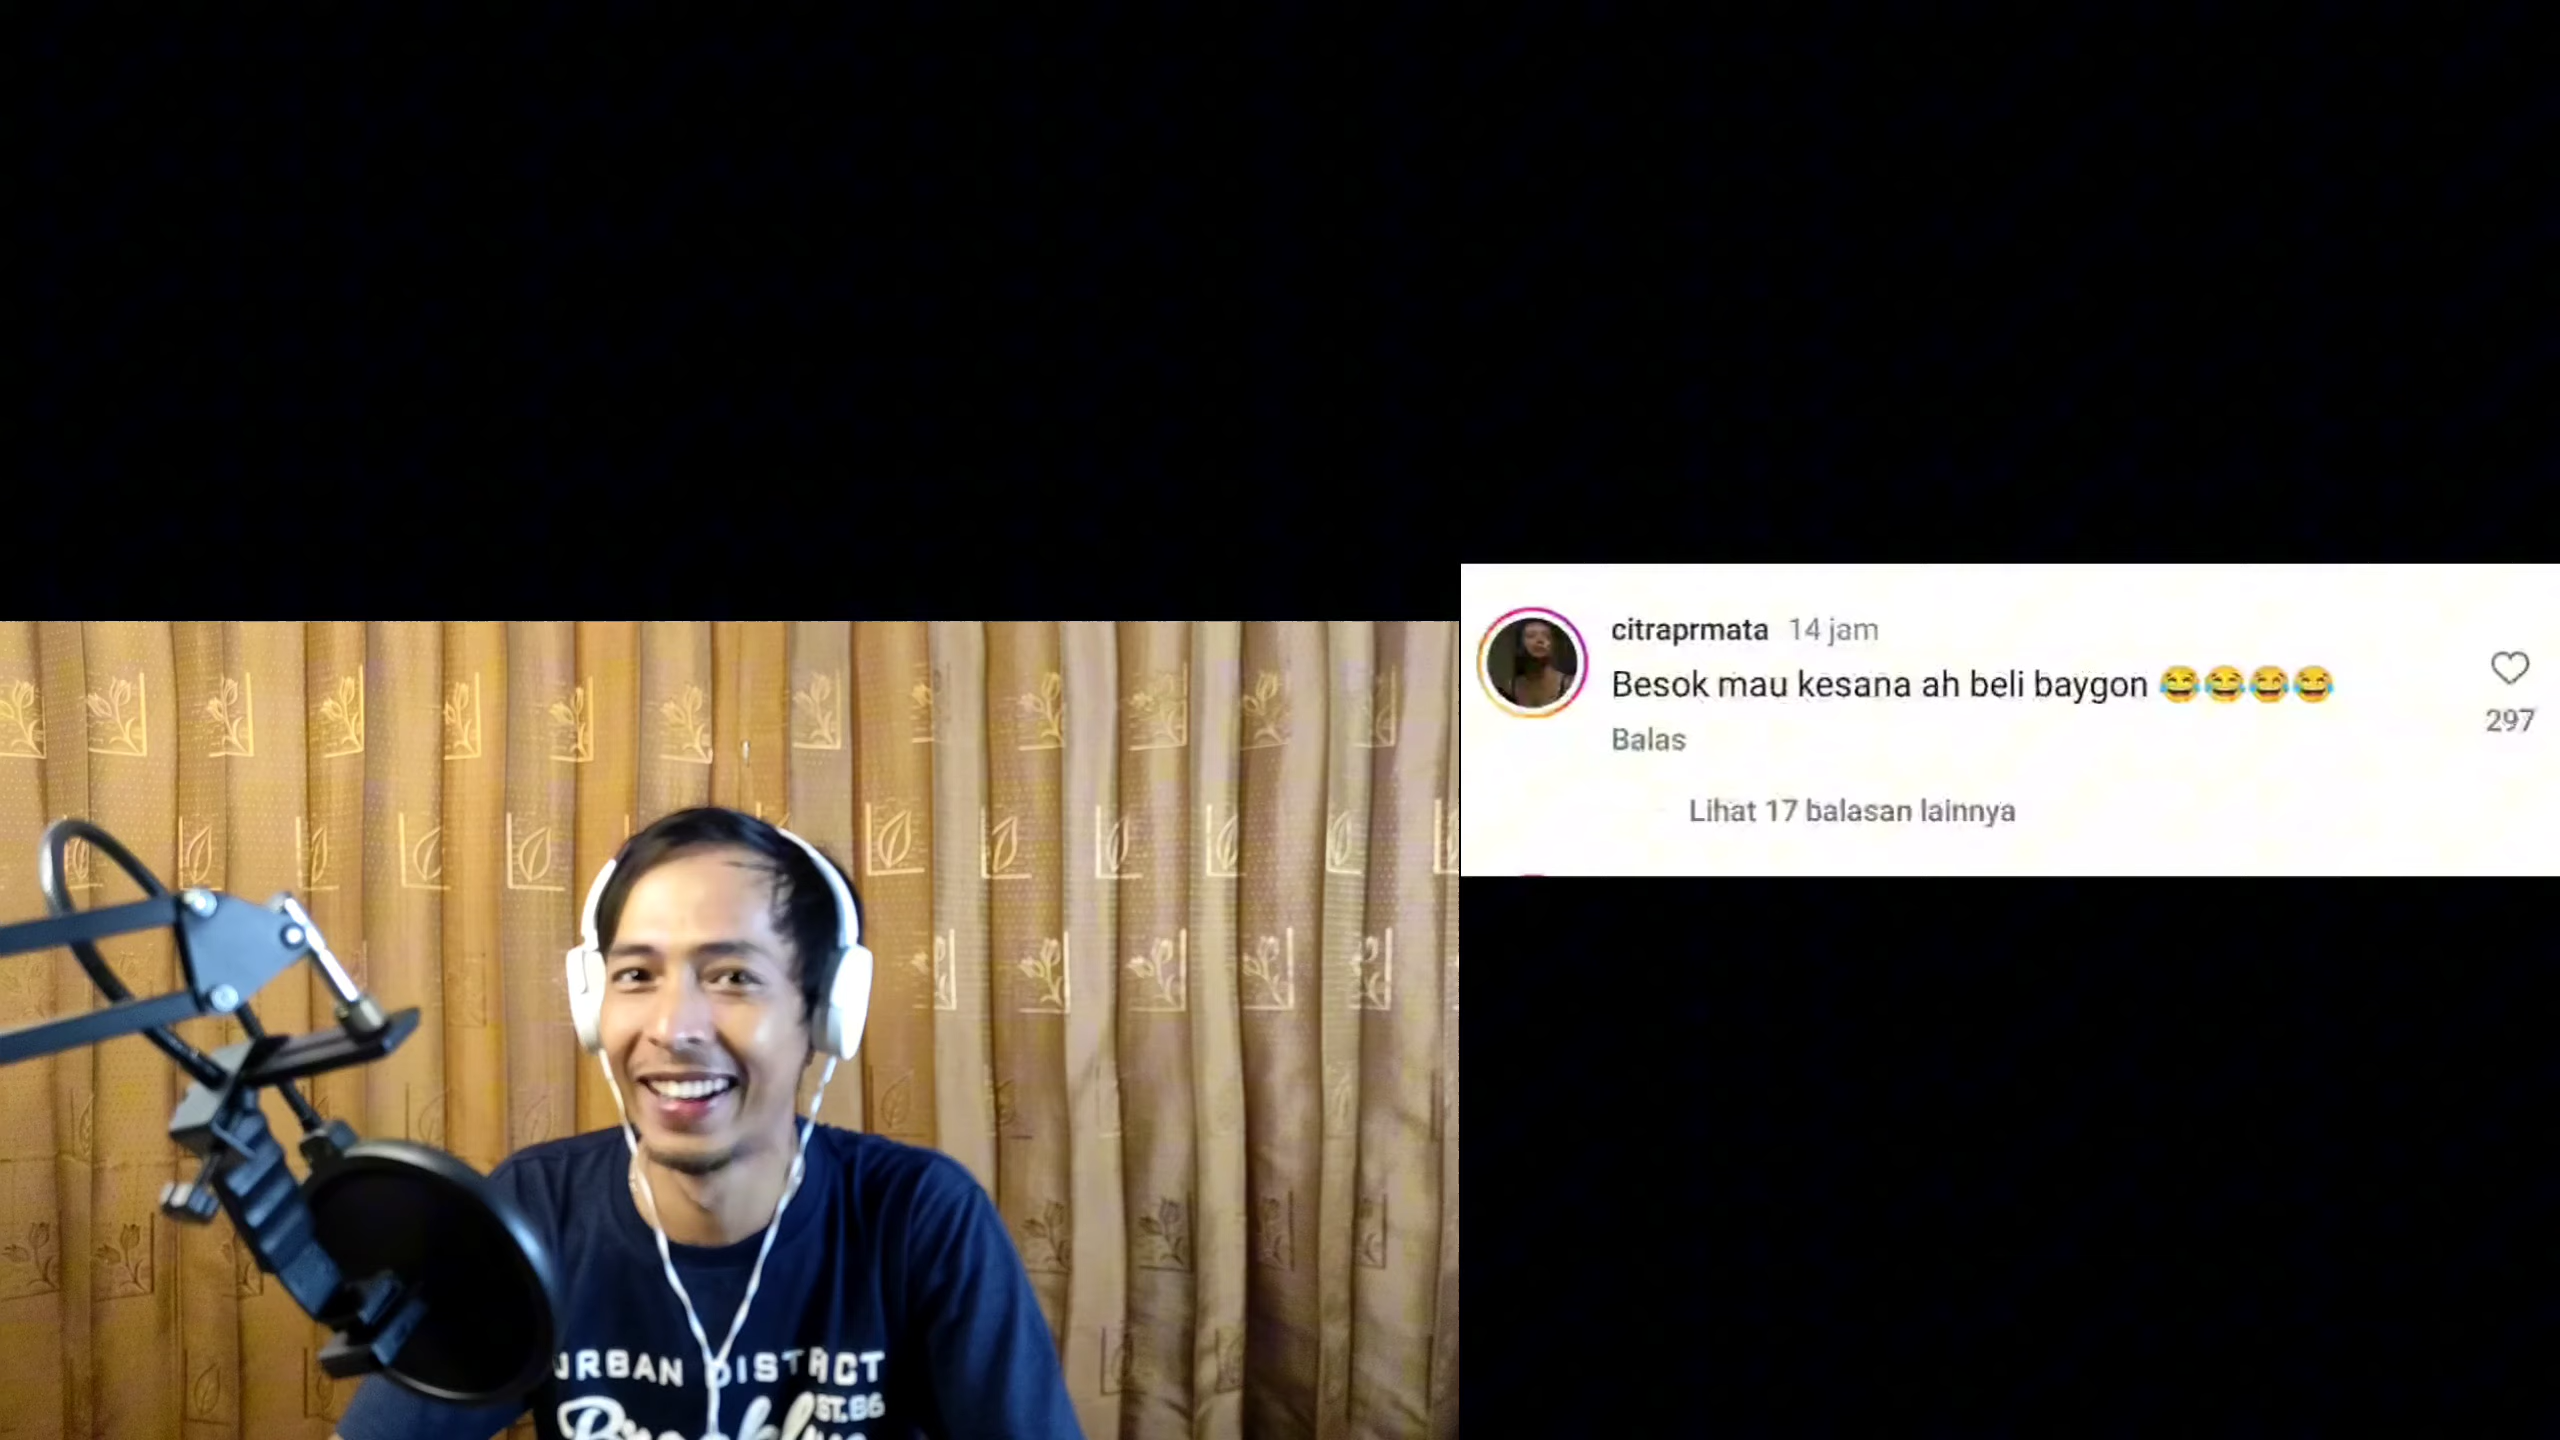 citraprmata 14 jam
Besok mau kesana ah beli baygon 😂😂😂😂
297
Balas
Lihat 17 balasan lainnya
URBAN DISTRICT
EST.86